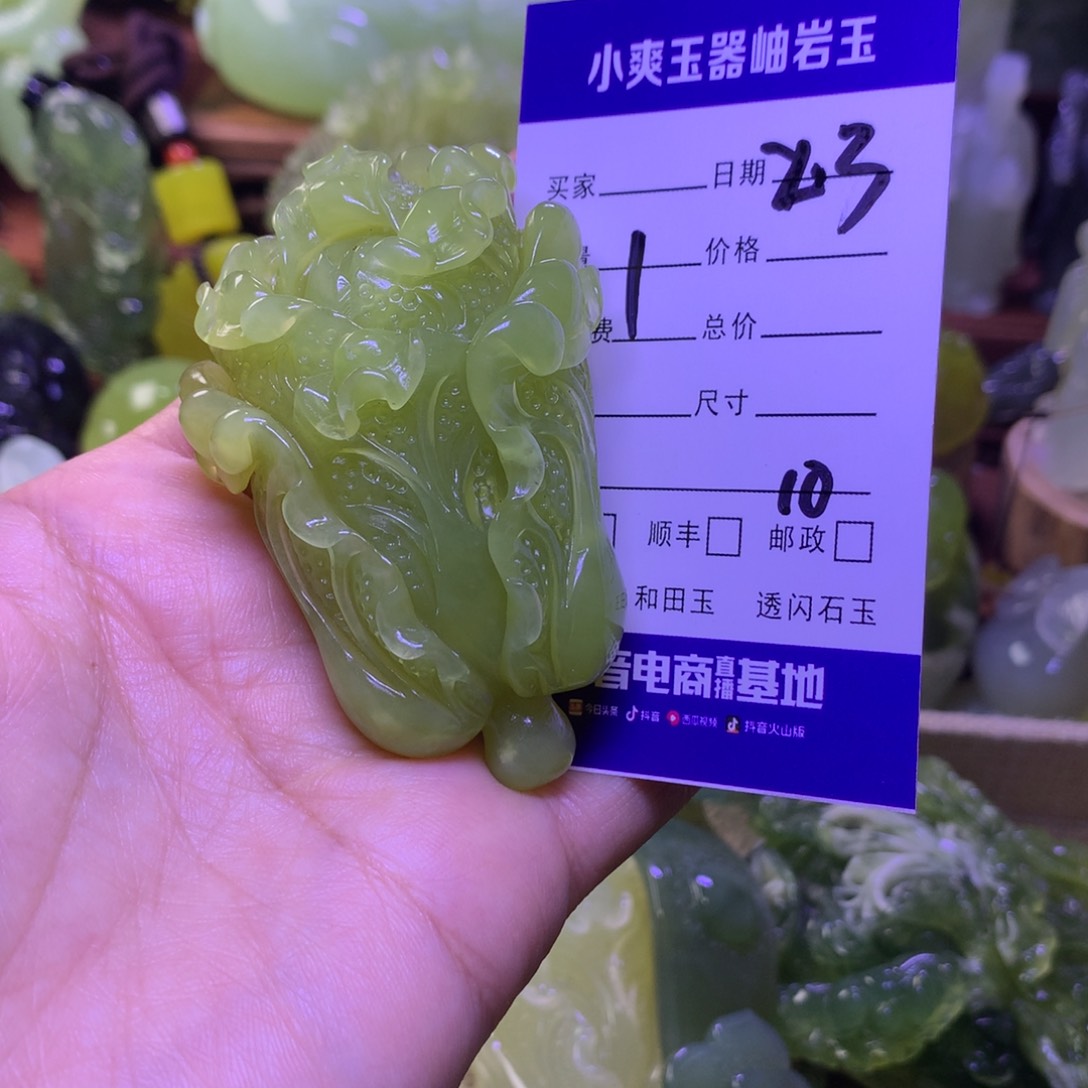 小爽玉器岫岩玉
买家 日期
1 价格
费 总价
尺寸
10
顺丰 邮政
和田玉 透闪石玉
音电商直播基地
今日头条 抖音 西瓜视频 抖音火山版